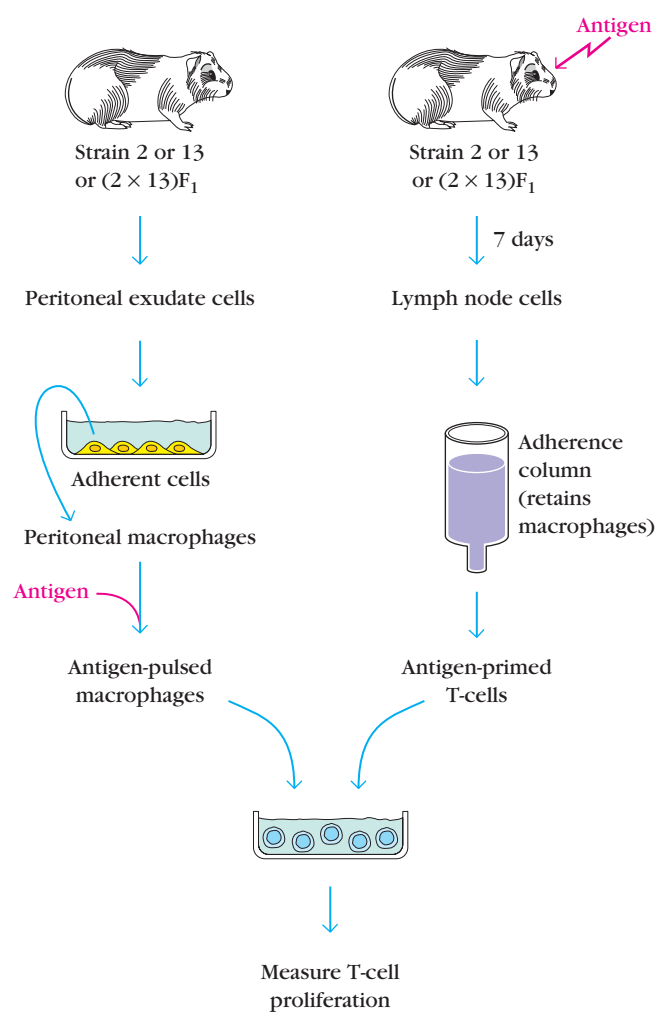 Antigen
Strain 2 or 13
or (2 × 13)F1
Strain 2 or 13
or (2 × 13)F1
7 days
Peritoneal exudate cells
Lymph node cells
Adherent cells
Adherence
column
(retains
macrophages)
Peritoneal macrophages
Antigen
Antigen-pulsed
macrophages
Antigen-primed
T-cells
Measure T-cell
proliferation